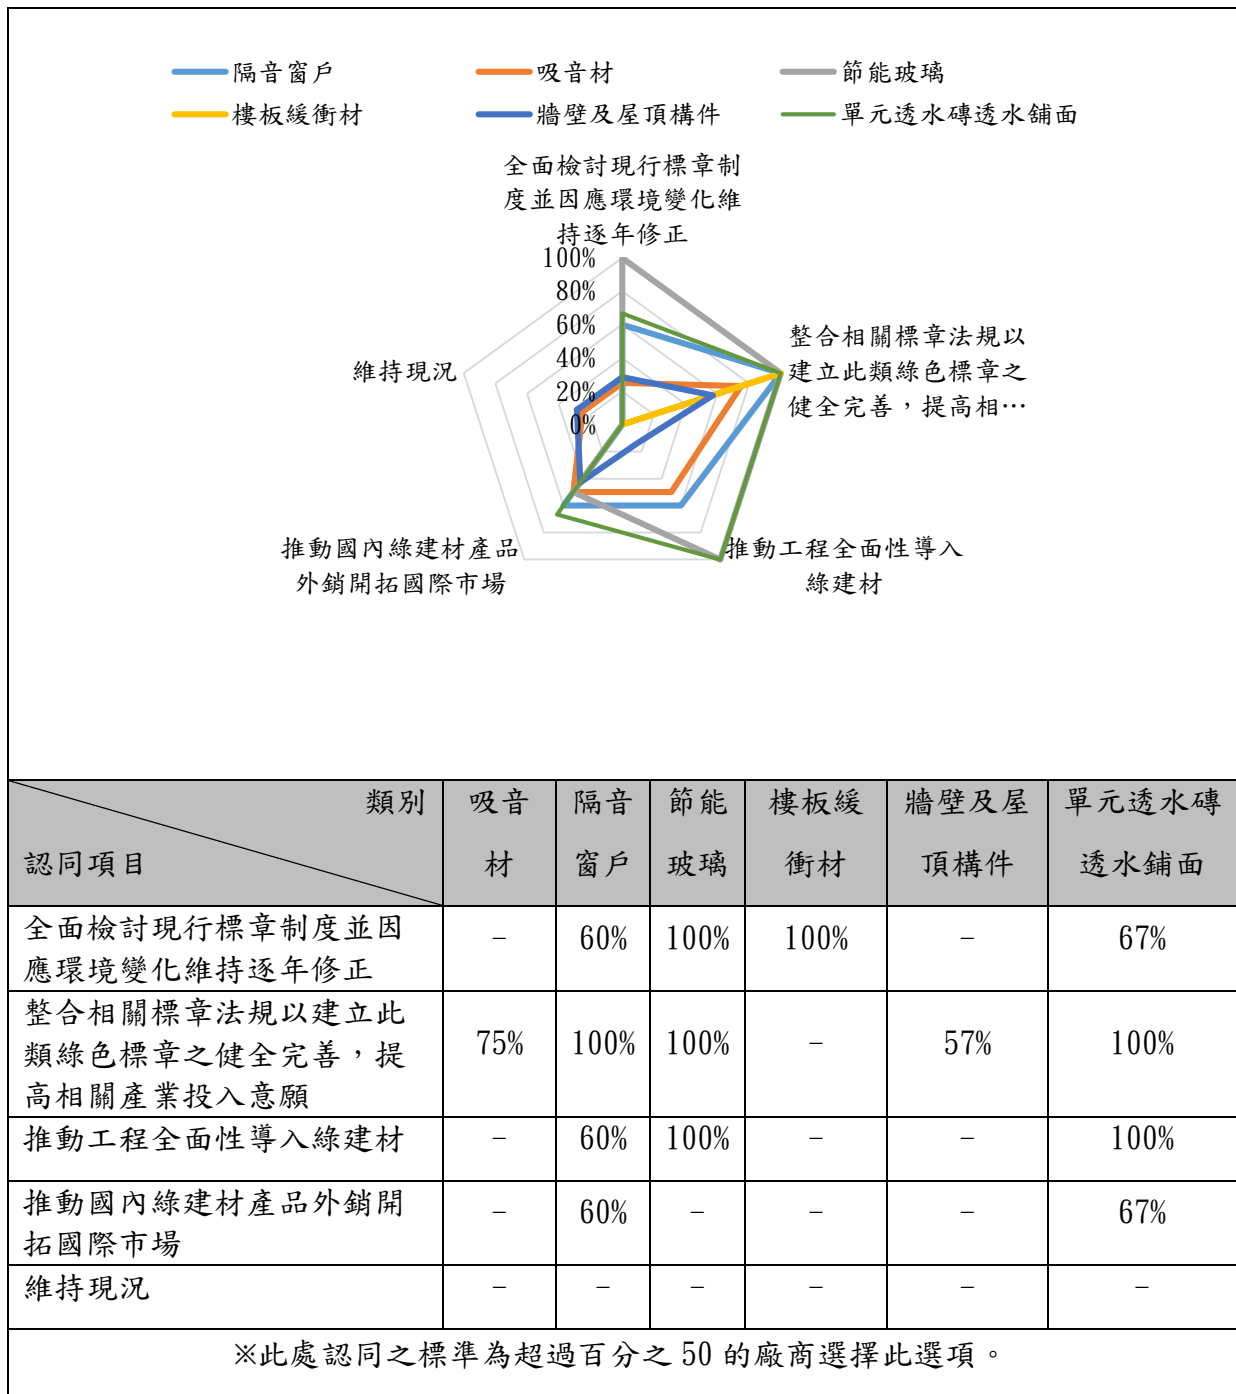 隔音窗戶
吸音材
節能玻璃
樓板緩衝材
牆壁及屋頂構件
單元透水磚透水舖面
全面檢討現行標章制
度並因應環境變化維
持逐年修正
100%
80%
60%
40%
20%
0%
整合相關標章法規以
建立此類綠色標章之
健全完善，提高相…
推動工程全面性導入
綠建材
推動國內綠建材產品
外銷開拓國際市場
維持現況
類別
認同項目
吸音
材
隔音
窗戶
節能
玻璃
樓板緩
衝材
牆壁及屋
頂構件
單元透水磚
透水鋪面
全面檢討現行標章制度並因
應環境變化維持逐年修正
– 60% 100% 100% – 67%
整合相關標章法規以建立此
類綠色標章之健全完善，提
高相關產業投入意願
75% 100% 100% – 57% 100%
推動工程全面性導入綠建材
– 60% 100% – – 100%
推動國內綠建材產品外銷開
拓國際市場
– 60% – – – 67%
維持現況
– – – – – –
※此處認同之標準為超過百分之 50 的廠商選擇此選項。